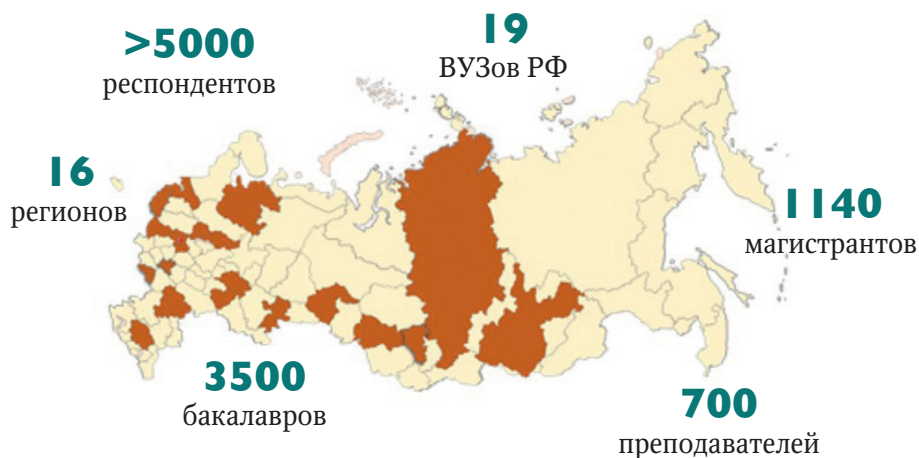 >5000
респондентов
19
ВУЗов РФ
16
регионов
1140
магистрантов
3500
бакалавров
700
преподавателей